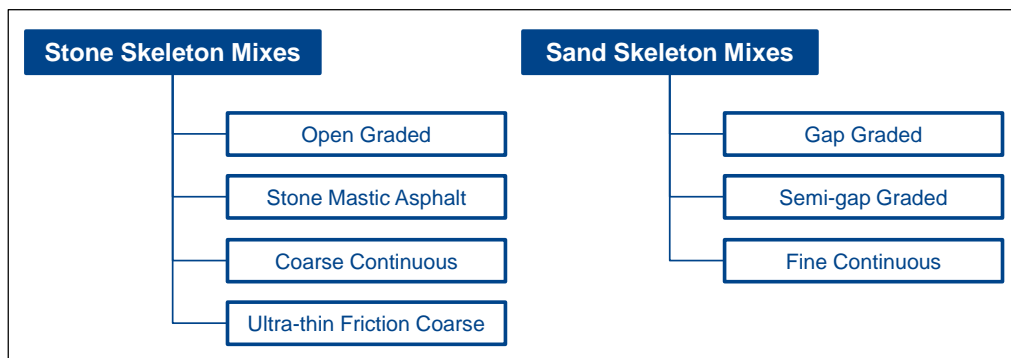 Stone Skeleton Mixes
Open Graded
Stone Mastic Asphalt
Coarse Continuous
Ultra-thin Friction Coarse
Sand Skeleton Mixes
Gap Graded
Semi-gap Graded
Fine Continuous